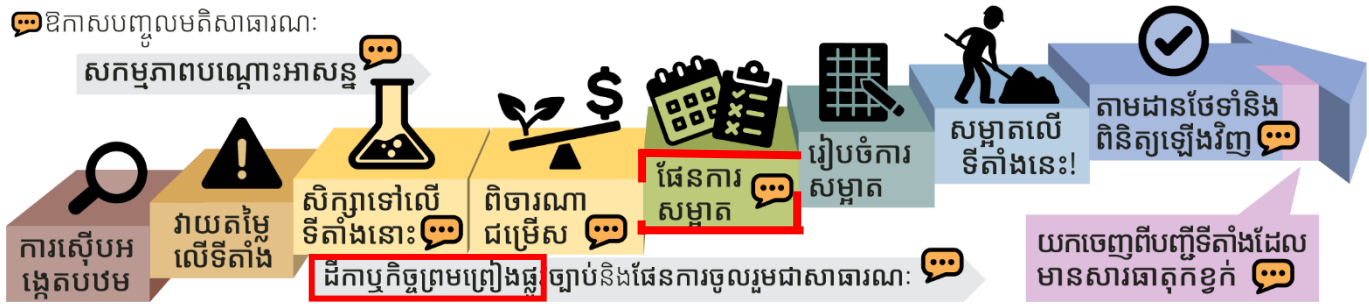 ឱកាសបញ្ចូលមតិសាធារណៈ
សកម្មភាពបណ្តោះអាសន្ន
ការស៊ើបអ
ង្កេតបឋម
វាយតម្លៃ
លើទីតាំង
សិក្សាទៅលើ
ទីតាំងនោះ
ពិចារណា
ជម្រើស
ផែនការ
សម្អាត
រៀបចំការ
សម្អាត
សម្អាតលើ
ទីតាំងនេះ!
តាមដានថែទាំនិង
ពិនិត្យឡើងវិញ
ដីកាឬកិច្ចព្រមព្រៀងផ្លូវច្បាប់និងផែនការចូលរួមជាសាធារណៈ
យកចេញពីបញ្ជីទីតាំងដែល
មានសារធាតុកខ្វក់